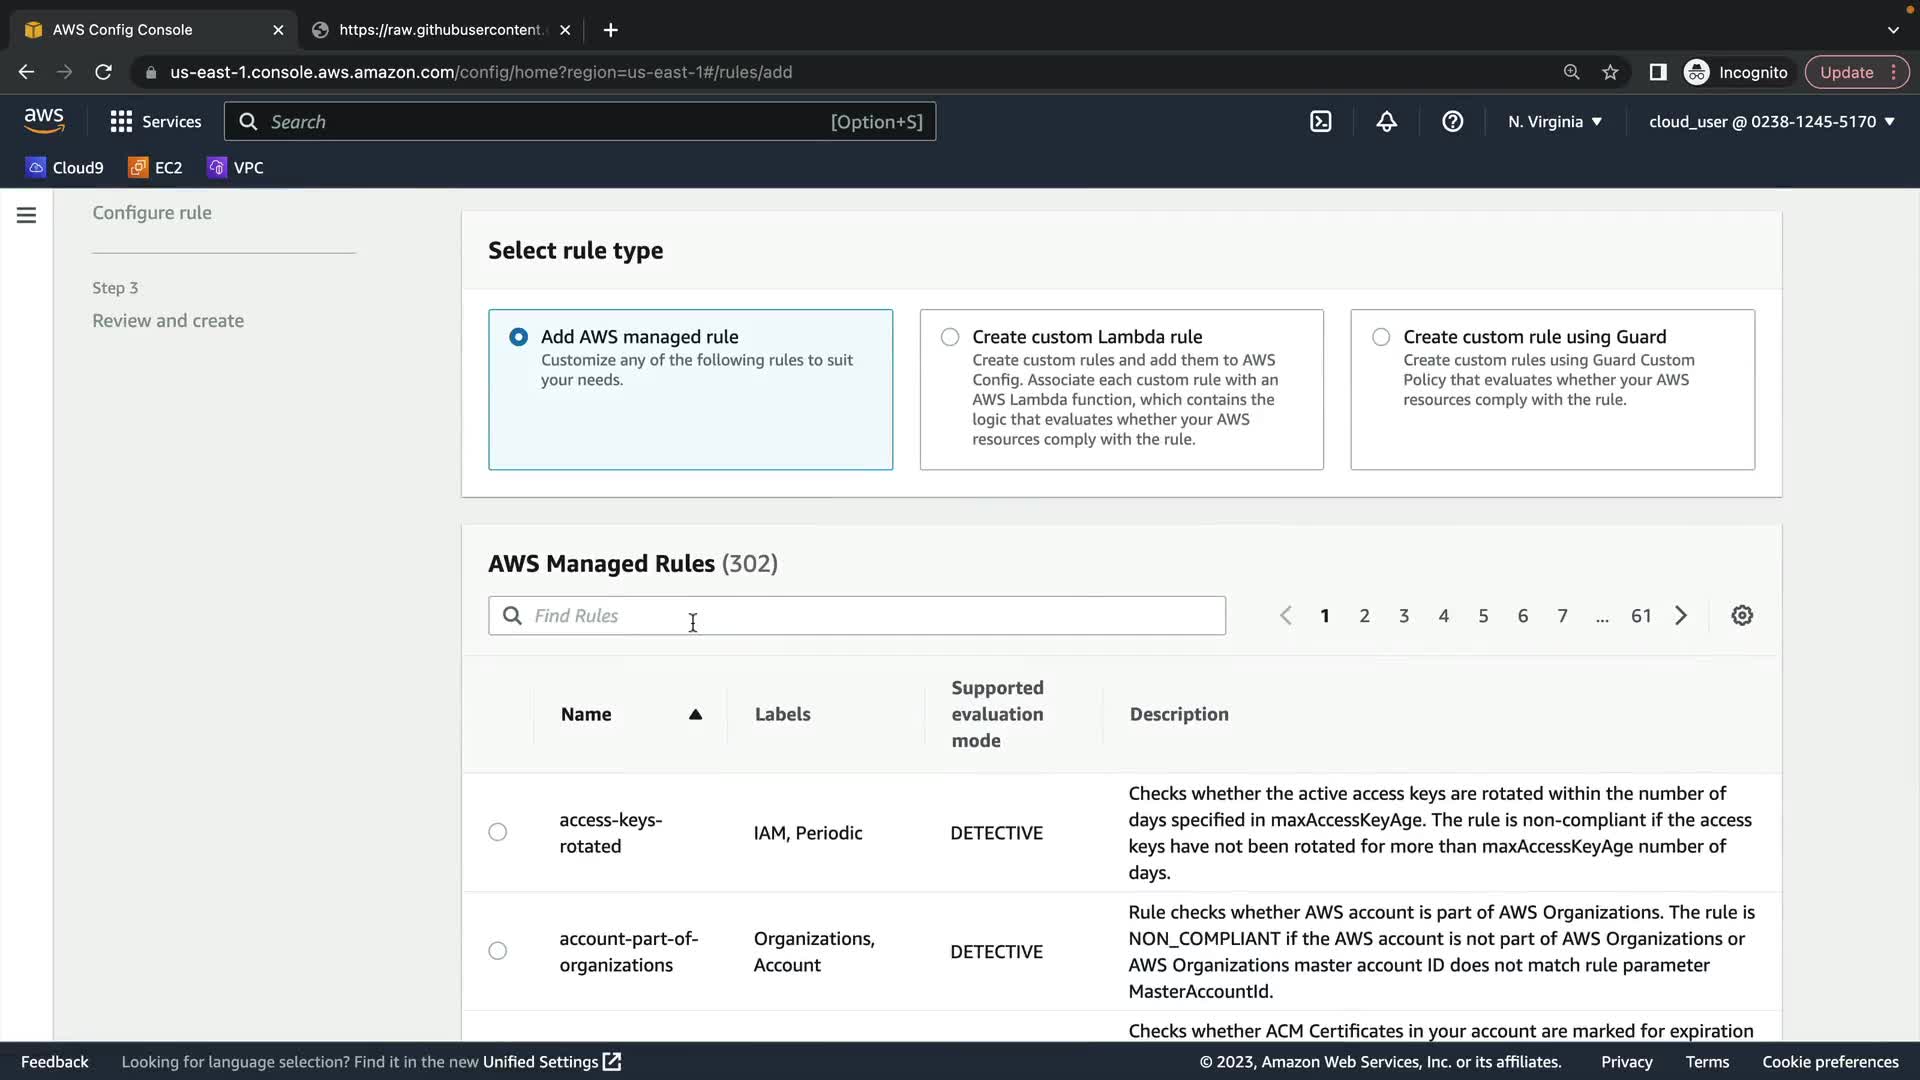 AWS Config Console
https://raw.githubusercontent.
us-east-1.console.aws.amazon.com/config/home?region=us-east-1#/rules/add
Incognito
Update
aws
Services
Search
[Option+S]
N. Virginia
cloud_user @ 0238-1245-5170
Cloud9
EC2
VPC
Configure rule
Step 3
Review and create
Select rule type
Add AWS managed rule
Customize any of the following rules to suit
your needs.
Create custom Lambda rule
Create custom rules and add them to AWS
Config. Associate each custom rule with an
AWS Lambda function, which contains the
logic that evaluates whether your AWS
resources comply with the rule.
Create custom rule using Guard
Create custom rules using Guard Custom
Policy that evaluates whether your AWS
resources comply with the rule.
AWS Managed Rules (302)
Find Rules
1 2 3 4 5 6 7 ... 61
Name
Labels
Supported
evaluation
mode
Description
access-keys-
rotated
IAM, Periodic
DETECTIVE
Checks whether the active access keys are rotated within the number of
days specified in maxAccessKeyAge. The rule is non-compliant if the access
keys have not been rotated for more than maxAccessKeyAge number of
days.
account-part-of-
organizations
Organizations,
Account
DETECTIVE
Rule checks whether AWS account is part of AWS Organizations. The rule is
NON_COMPLIANT if the AWS account is not part of AWS Organizations or
AWS Organizations master account ID does not match rule parameter
MasterAccountId.
Checks whether ACM Certificates in your account are marked for expiration
Feedback
Looking for language selection? Find it in the new Unified Settings
© 2023, Amazon Web Services, Inc. or its affiliates.
Privacy
Terms
Cookie preferences